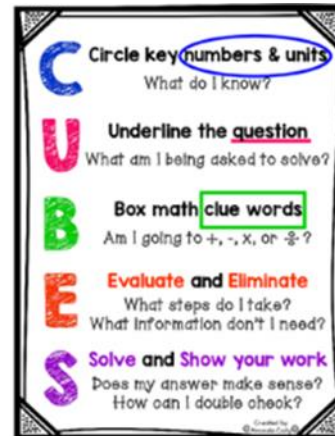 C
Circle key numbers & units
What do I know?
U
Underline the question
What am I being asked to solve?
B
Box math clue words
Am I going to +, -, x, or ÷?
E
Evaluate and Eliminate
What steps do I take?
What information don't I need?
S
Solve and Show your work
Does my answer make sense?
How can I double check?
Created by